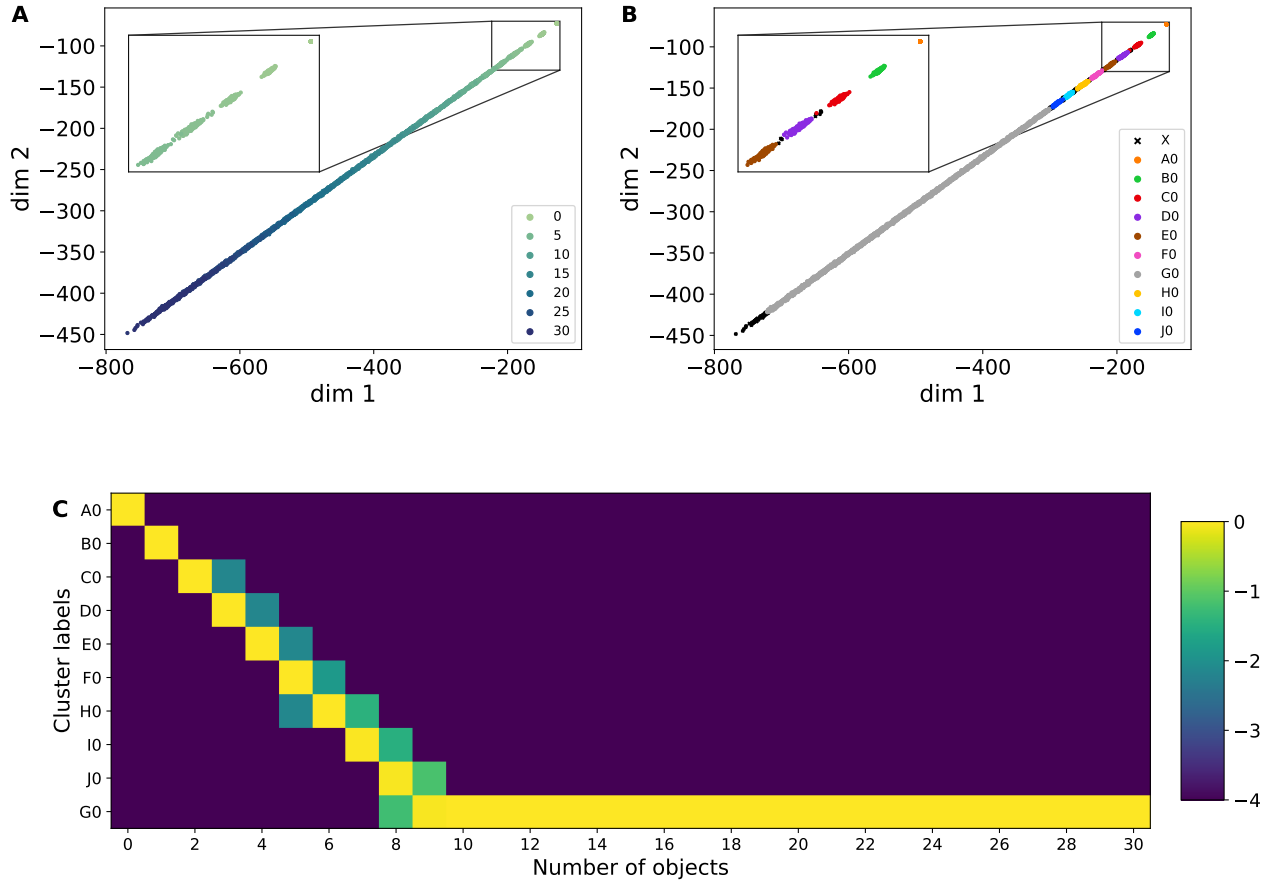 A
dim 2
−100
−150
−200
−250
−300
−350
−400
−450
−800
−600
−400
−200
dim 1
0
5
10
15
20
25
30
B
dim 2
−100
−150
−200
−250
−300
−350
−400
−450
−800
−600
−400
−200
dim 1
X
A0
B0
C0
D0
E0
F0
G0
H0
I0
J0
C
Cluster labels
A0
B0
C0
D0
E0
F0
H0
I0
J0
G0
0 2 4 6 8 10 12 14 16 18 20 22 24 26 28 30
Number of objects
0
−1
−2
−3
−4